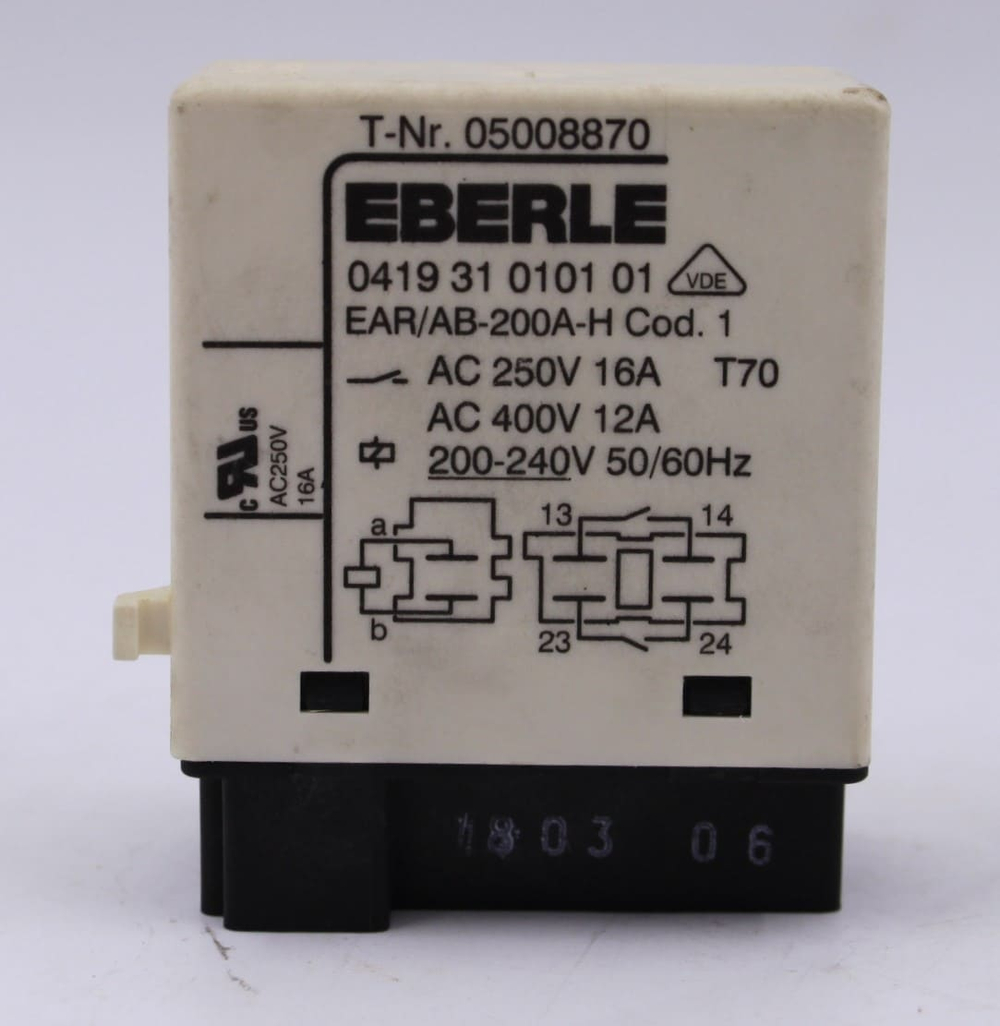 T-Nr. 05008870
EBERLE
0419 31 0101 01 VDE
EAR/AB-200A-H Cod. 1
AC 250V 16A T70
AC 400V 12A
200-240V 50/60Hz
c RU US
AC250V
16A
a
b
13 14
23 24
1803 06